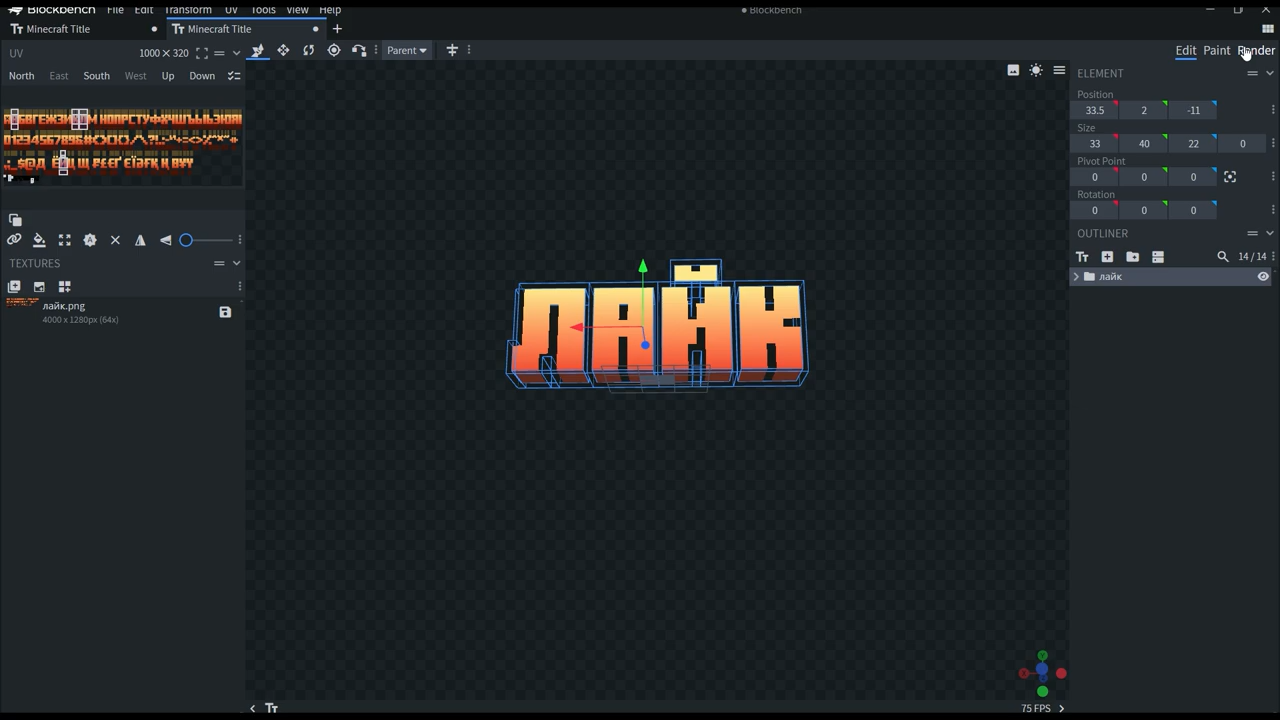 Blockbench File Edit Transform UV Tools View Help
Blockbench
Minecraft Title
Minecraft Title
UV 1000 × 320
North East South West Up Down
Parent
Edit Paint Render
ELEMENT
Position
33.5 2 -11
Size
33 40 22 0
Pivot Point
0 0 0
Rotation
0 0 0
OUTLINER
14 / 14
лайк
TEXTURES
лайк.png
4000 x 1280px (64x)
ЛАЙК
75 FPS